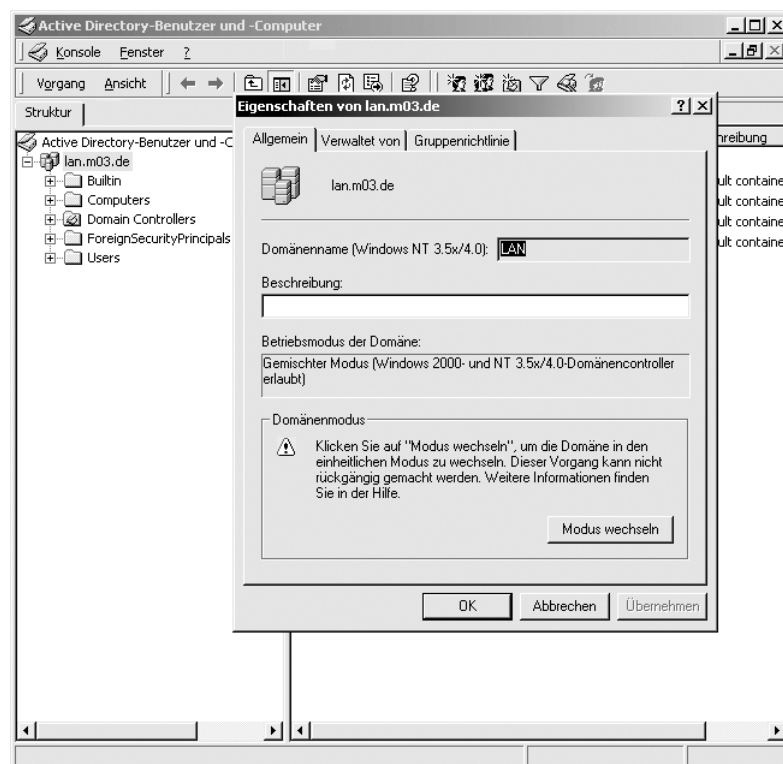 Active Directory-Benutzer und -Computer
Konsole Fenster ?
Vorgang Ansicht
Struktur
Active Directory-Benutzer und -C
lan.m03.de
Builtin
Computers
Domain Controllers
ForeignSecurityPrincipals
Users
hreibung
ult containe
ult containe
ult containe
ult containe
Eigenschaften von lan.m03.de
Allgemein Verwaltet von Gruppenrichtlinie
lan.m03.de
Domänenname (Windows NT 3.5x/4.0): LAN
Beschreibung:
Betriebsmodus der Domäne:
Gemischter Modus (Windows 2000- und NT 3.5x/4.0-Domänencontroller
erlaubt)
Domänenmodus
Klicken Sie auf "Modus wechseln", um die Domäne in den
einheitlichen Modus zu wechseln. Dieser Vorgang kann nicht
rückgängig gemacht werden. Weitere Informationen finden
Sie in der Hilfe.
Modus wechseln
OK Abbrechen Übernehmen